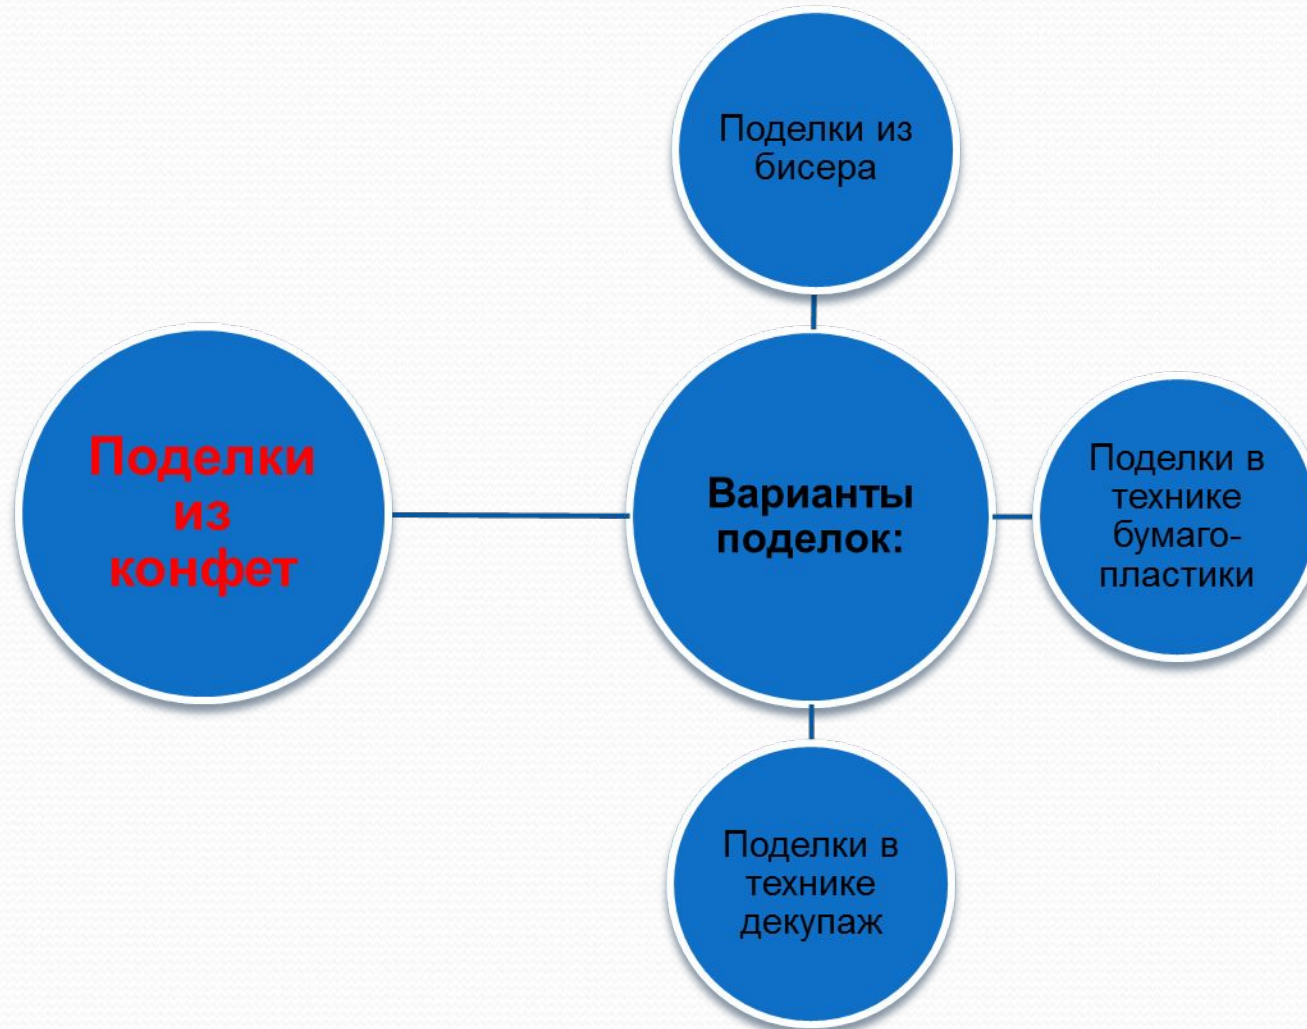 Поделки из
бисера
Поделки
из
конфет
Варианты
поделок:
Поделки в
технике
бумаго-
пластики
Поделки в
технике
декупаж